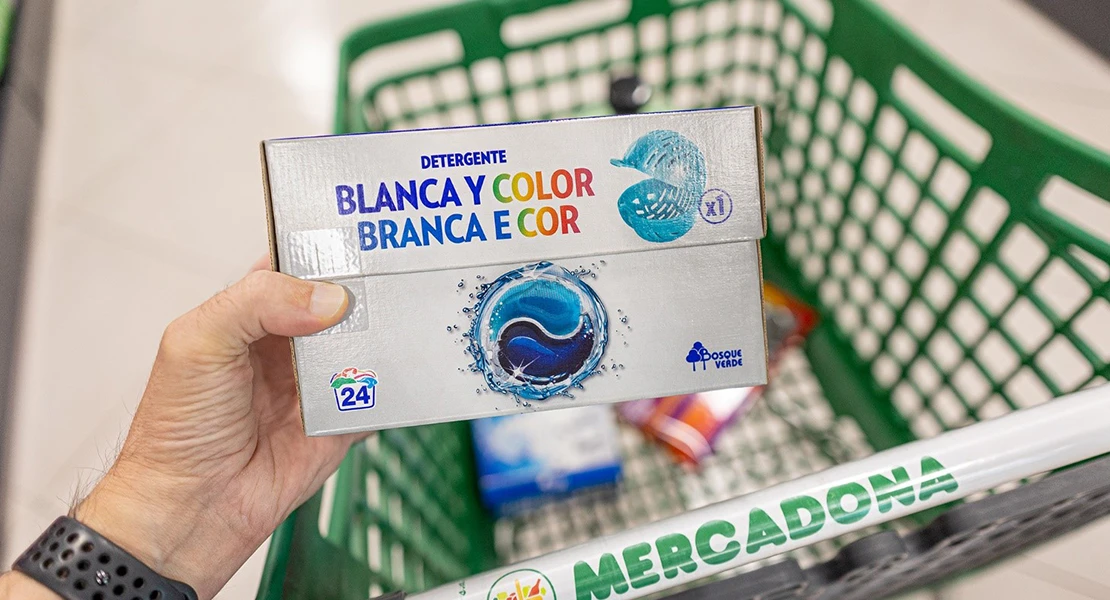 DETERGENTE
BLANCA Y COLOR
BRANCA E COR
x1
24
BOSQUE
VERDE
MERCADONA